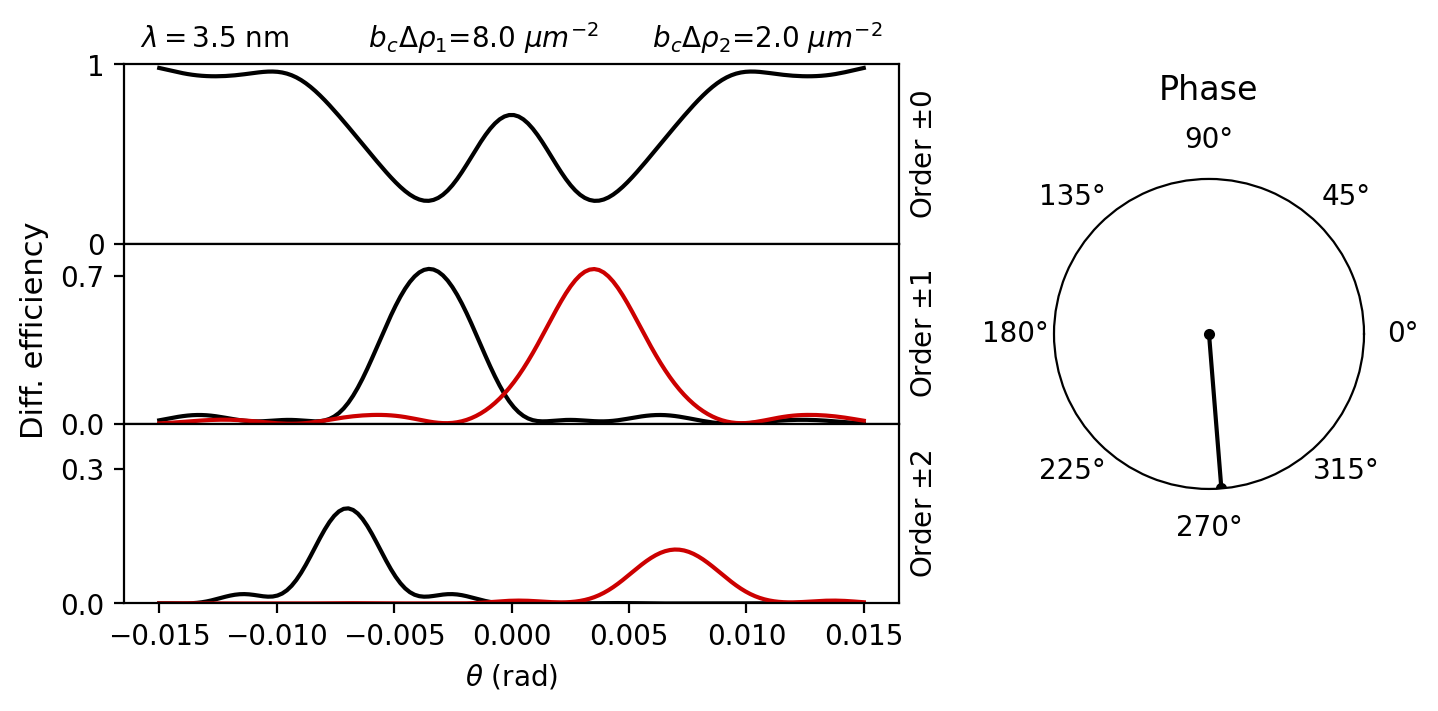 λ = 3.5 nm
b_cΔρ_1=8.0 μm^−2
b_cΔρ_2=2.0 μm^−2
1
0
Order ±0
0.7
0.0
Order ±1
0.3
0.0
Order ±2
Diff. efficiency
−0.015 −0.010 −0.005 0.000 0.005 0.010 0.015
θ (rad)
Phase
90°
135°
45°
180°
0°
225°
315°
270°